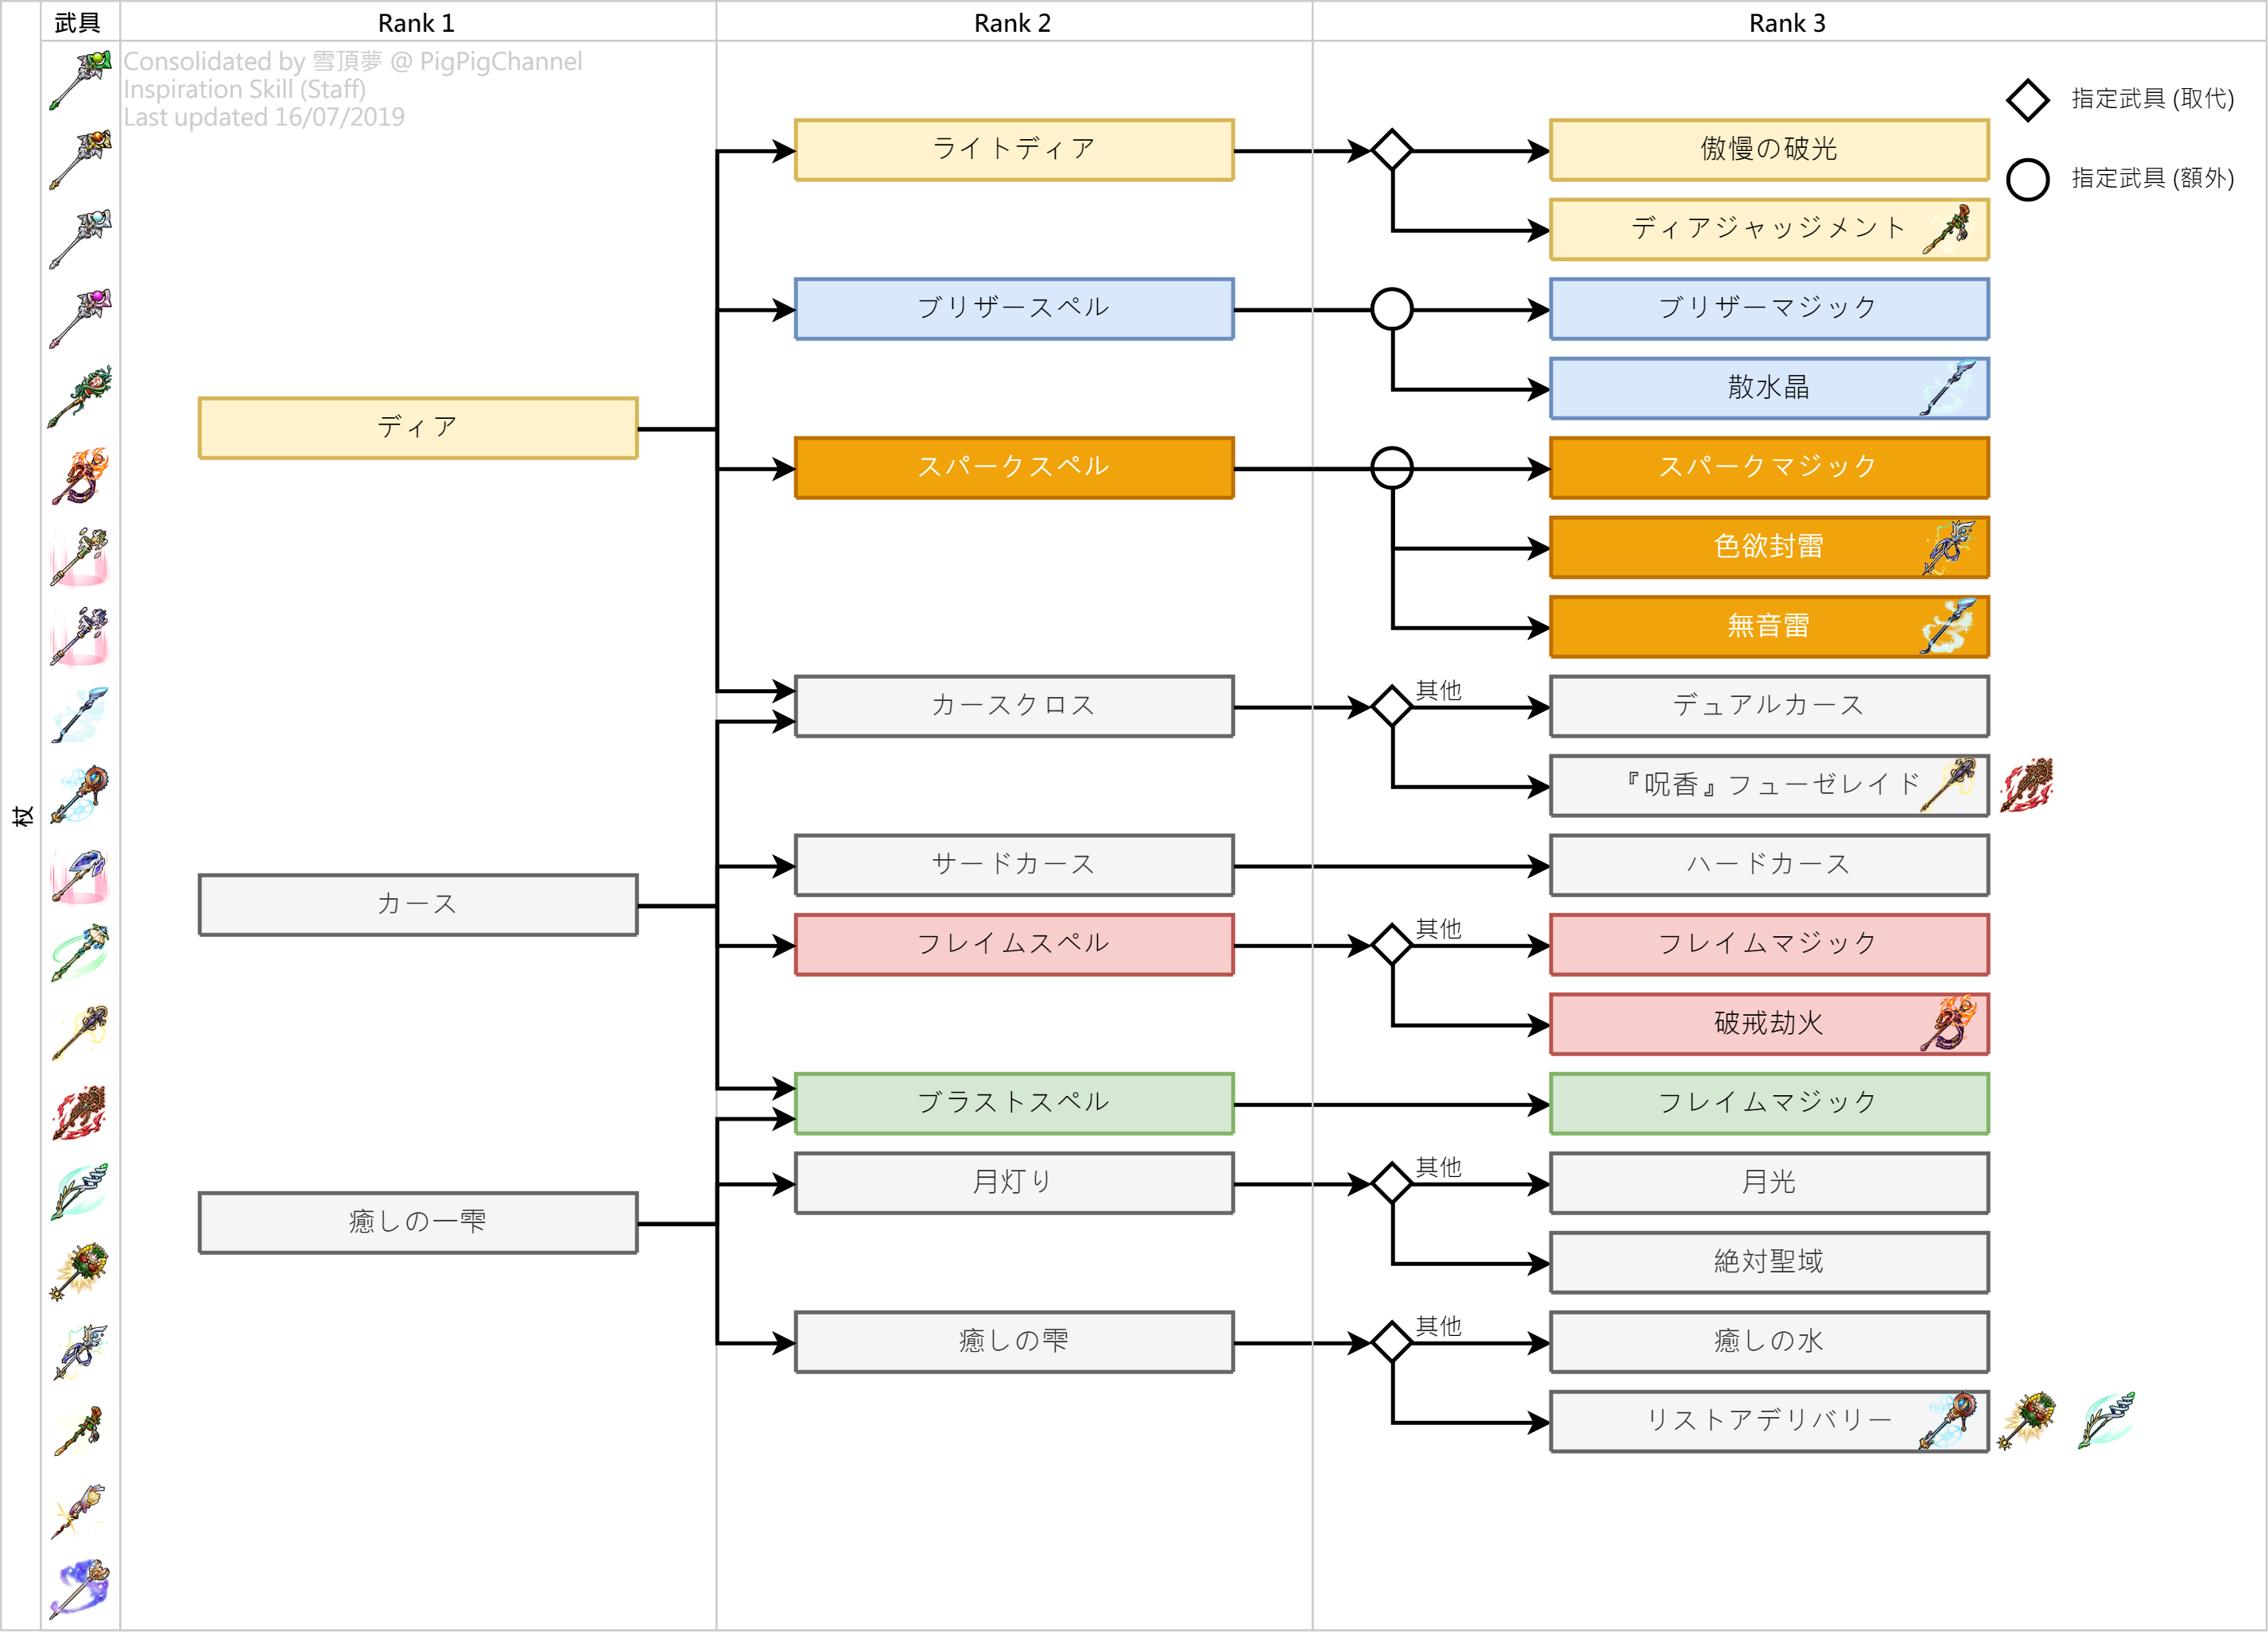 武具
Rank 1
Rank 2
Rank 3
Consolidated by 雪頂夢 @ PigPigChannel
Inspiration Skill (Staff)
Last updated 16/07/2019
指定武具 (取代)
指定武具 (額外)
杖
ライトディア
傲慢の破光
ディアジャッジメント
ブリザースペル
ブリザーマジック
散水晶
ディア
スパークスペル
スパークマジック
色欲封雷
無音雷
カースクロス
其他
デュアルカース
『呪香』フューゼレイド
サードカース
ハードカース
カース
フレイムスペル
其他
フレイムマジック
破戒劫火
ブラストスペル
フレイムマジック
月灯り
其他
月光
癒しの一雫
絶対聖域
癒しの雫
其他
癒しの水
リストアデリバリー